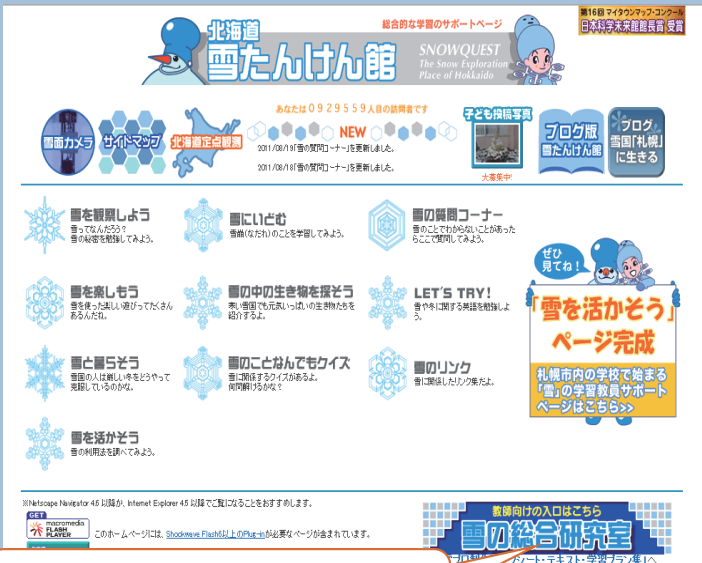 第16回 マイタウンマップ・コンクール
日本科学未来館館長賞 受賞
総合的な学習のサポートページ
北海道
雪たんけん館
SNOWQUEST
The Snow Exploration
Place of Hokkaido
あなたは0929559人目の訪問者です
雪面カメラ
サイトマップ
北海道定点観測
NEW
2011/08/19「雪の質問コーナー」を更新しました。
2011/08/18「雪の質問コーナー」を更新しました。
子ども投稿写真
大募集中!
ブログ版
雪たんけん館
ブログ
雪国「札幌」
に生きる
雪を観察しよう
雪ってなんだろう?
雪の秘密を勉強してみよう。
雪にいどむ
雪崩(なだれ)のことを学習してみよう。
雪の質問コーナー
雪のことでわからないことがあった
らここで質問してみよう。
雪を楽しもう
雪を使った楽しい遊びってたくさん
あるんだね。
雪の中の生き物を探そう
寒い雪国でも元気いっぱいの生き物たちを
紹介するよ。
LET'S TRY!
雪や冬に関する英語を勉強しよ
う。
雪と暮らそう
雪国の人は厳しい冬をどうやって
克服しているのかな。
雪のことなんでもクイズ
雪に関係するクイズがあるよ。
何問解けるかな?
雪のリンク
雪に関係したリンク集だよ。
雪を活かそう
雪の利用法を調べてみよう。
ぜひ
見てね!
「雪を活かそう」
ページ完成
札幌市内の学校で始まる
「雪」の学習教員サポート
ページはこちら>>
※Netscape Navigator 4.5 以降か、Internet Explorer 4.5 以降でご覧になることをおすすめします。
GET
macromedia
FLASH
PLAYER
このホームページには、Shockwave Flash6以上のPlug-inが必要なページが含まれています。
教師向けの入口はこちら
雪の総合研究室
シート・テキスト・学習プラン集」へ